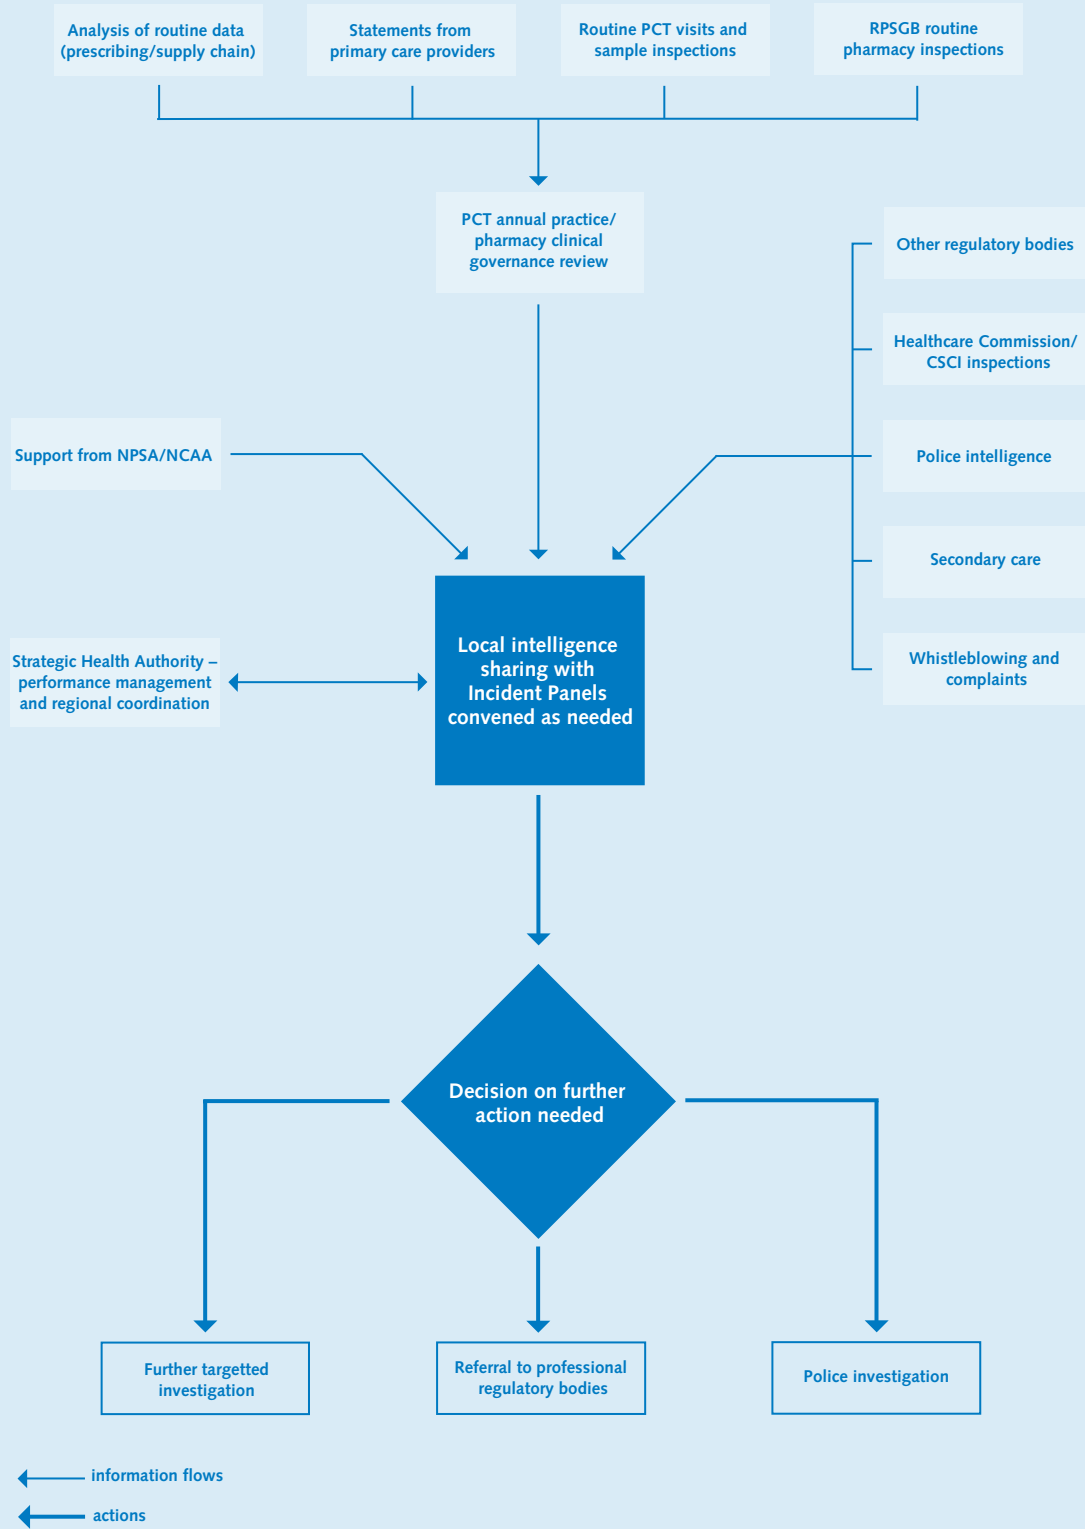 Analysis of routine data
(prescribing/supply chain)
Statements from
primary care providers
Routine PCT visits and
sample inspections
RPSGB routine
pharmacy inspections
PCT annual practice/
pharmacy clinical
governance review
Other regulatory bodies
Healthcare Commission/
CSCI inspections
Support from NPSA/NCAA
Police intelligence
Secondary care
Strategic Health Authority –
performance management
and regional coordination
Local intelligence
sharing with
Incident Panels
convened as needed
Whistleblowing and
complaints
Decision on further
action needed
Further targetted
investigation
Referral to professional
regulatory bodies
Police investigation
information flows
actions